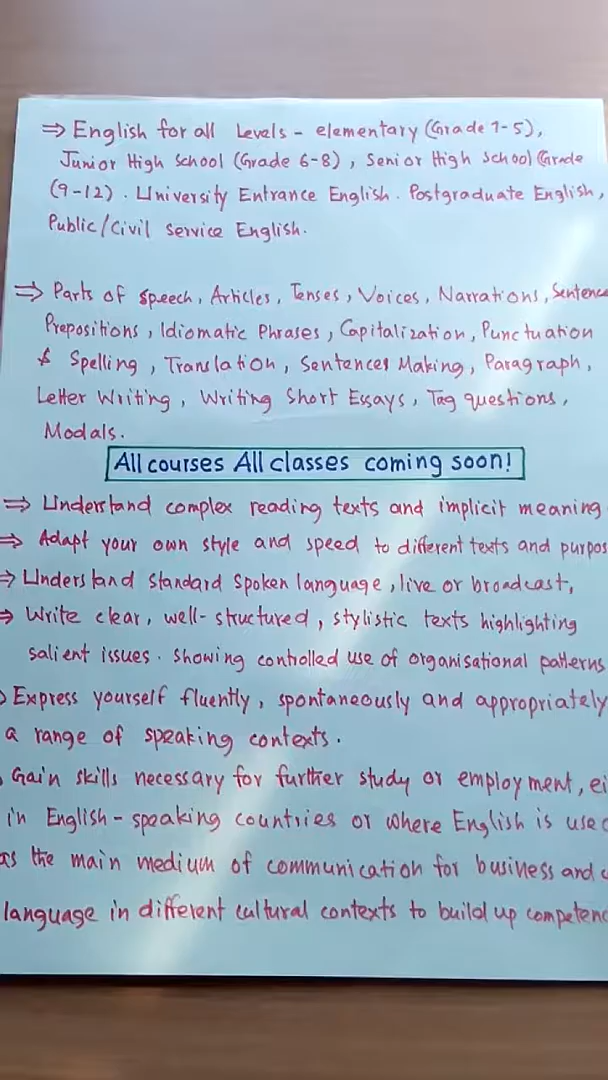 ⇒ English for all Levels - elementary (Grade 1-5),
Junior High School (Grade 6-8), Senior High School (Grade
(9-12). University Entrance English. Postgraduate English,
Public/Civil Service English.
⇒ Parts of Speech, Articles, Tenses, Voices, Narrations, Sentence
Prepositions, Idiomatic Phrases, Capitalization, Punctuation
& Spelling, Translation, Sentences Making, Paragraph,
Letter Writing, Writing Short Essays, Tag questions,
Modals.
All courses All classes coming soon!
⇒ Understand complex reading texts and implicit meaning
⇒ Adapt your own style and speed to different texts and purpos
⇒ Understand standard spoken language, live or broadcast,
⇒ Write clear, well-structured, stylistic texts highlighting
salient issues. showing controlled use of organisational patterns
Express yourself fluently, spontaneously and appropriately
a range of speaking contexts.
Gain skills necessary for further study or employment, ei
in English-speaking countries or where English is used
as the main medium of communication for business and
language in different cultural contexts to build up competenc